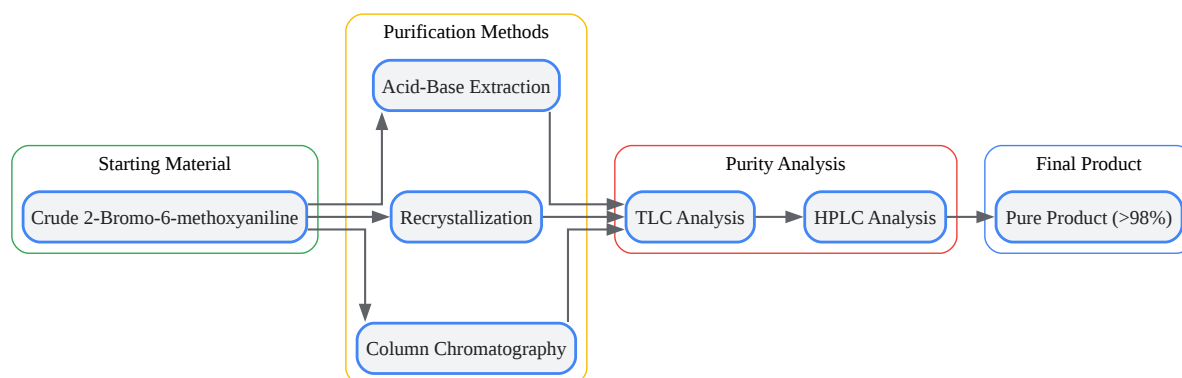 Purification Methods
Acid-Base Extraction
Starting Material
Purity Analysis
Final Product
Crude 2-Bromo-6-methoxyaniline
Recrystallization
TLC Analysis
HPLC Analysis
Pure Product (>98%)
Column Chromatography